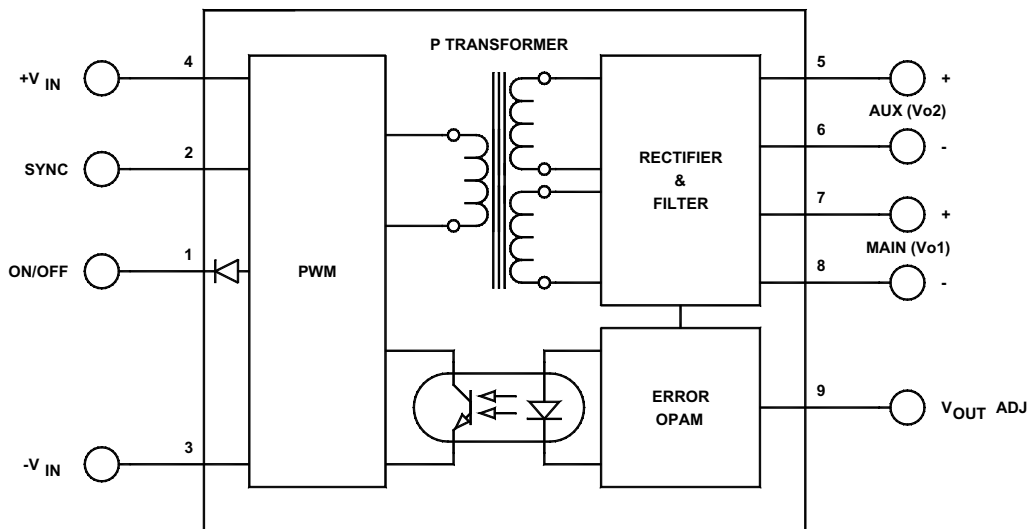 P TRANSFORMER
+V IN
4
SYNC
2
ON/OFF
1
-V IN
3
PWM
RECTIFIER
&
FILTER
ERROR
OPAM
5
+
AUX (Vo2)
6
-
7
+
MAIN (Vo1)
8
-
9
VOUT ADJ